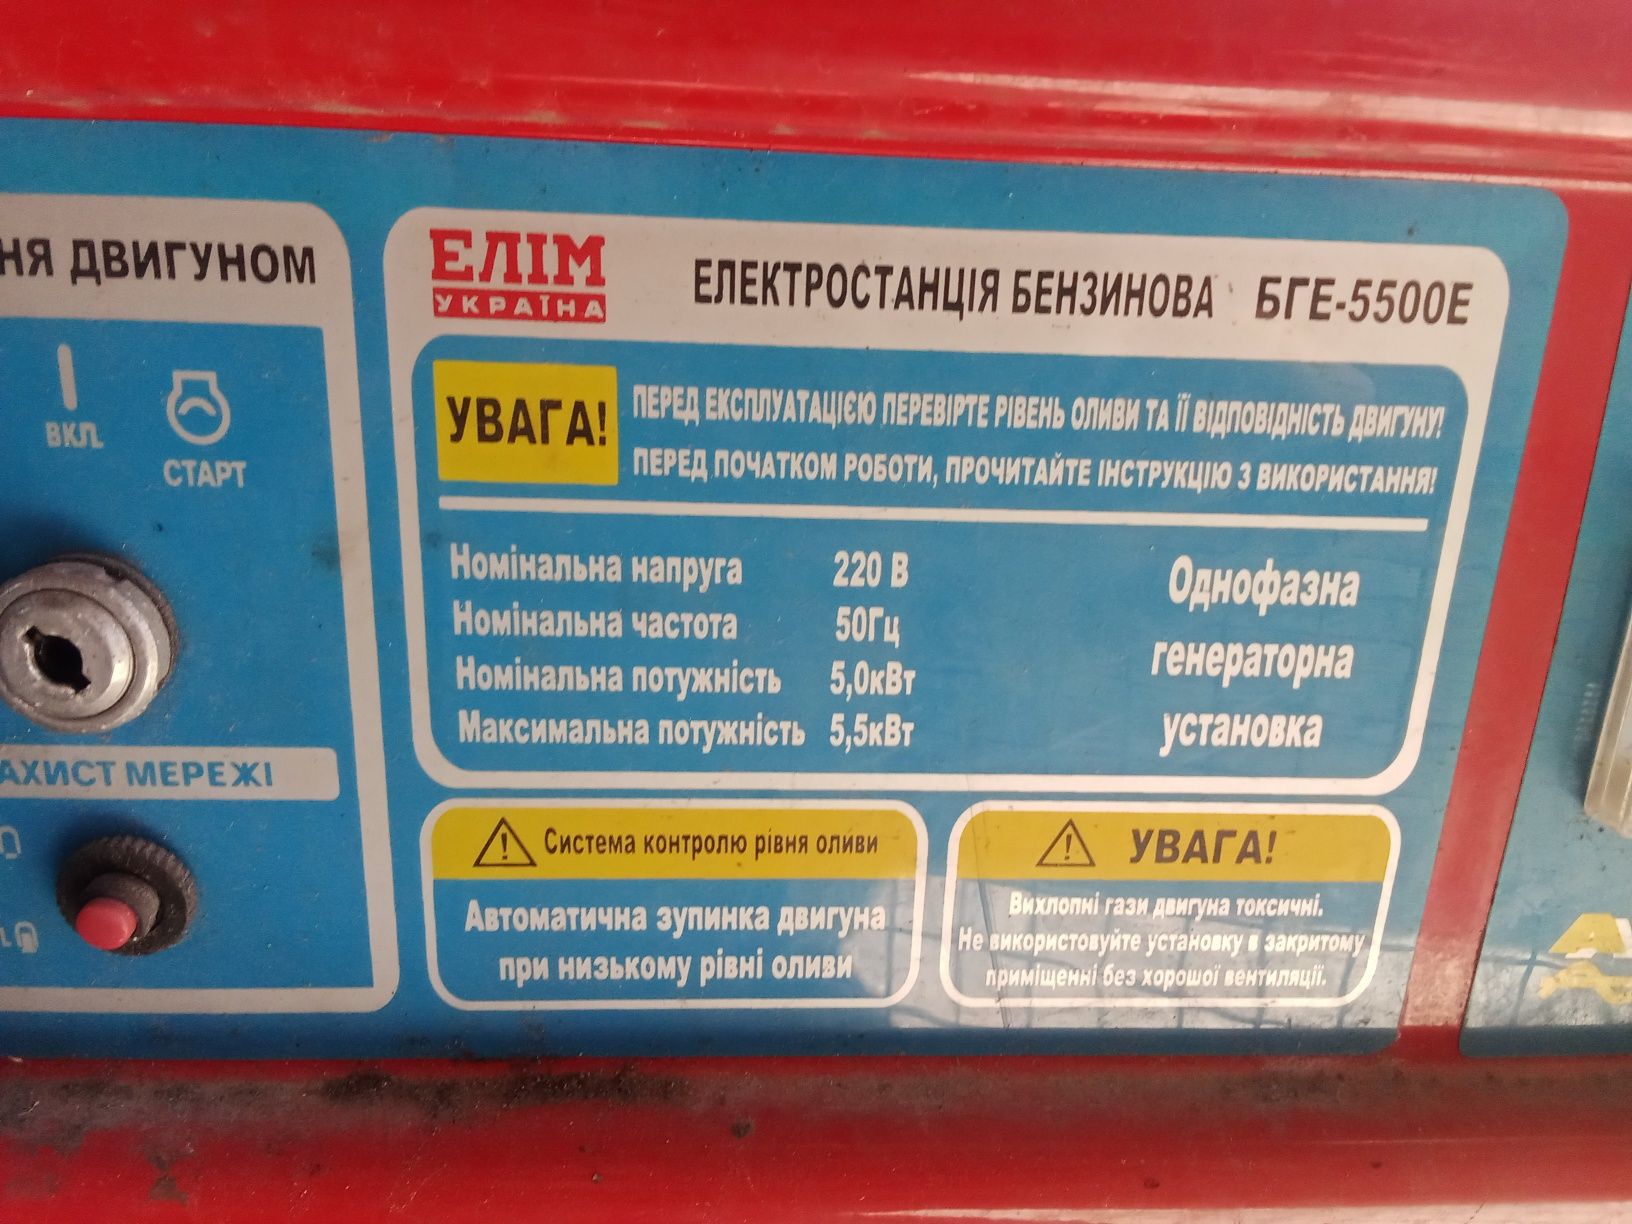 НЯ ДВИГУНОМ
ВКЛ.
СТАРТ
АХИСТ МЕРЕЖІ
ЕЛІМ
УКРАЇНА
ЕЛЕКТРОСТАНЦІЯ БЕНЗИНОВА БГЕ-5500Е
УВАГА!
ПЕРЕД ЕКСПЛУАТАЦІЄЮ ПЕРЕВІРТЕ РІВЕНЬ ОЛИВИ ТА ЇЇ ВІДПОВІДНІСТЬ ДВИГУНУ!
ПЕРЕД ПОЧАТКОМ РОБОТИ, ПРОЧИТАЙТЕ ІНСТРУКЦІЮ З ВИКОРИСТАННЯ!
Номінальна напруга 220 В
Номінальна частота 50Гц
Номінальна потужність 5,0кВт
Максимальна потужність 5,5кВт
Однофазна
генераторна
установка
Система контролю рівня оливи
Автоматична зупинка двигуна
при низькому рівні оливи
УВАГА!
Вихлопні гази двигуна токсичні.
Не використовуйте установку в закритому
приміщенні без хорошої вентиляції.